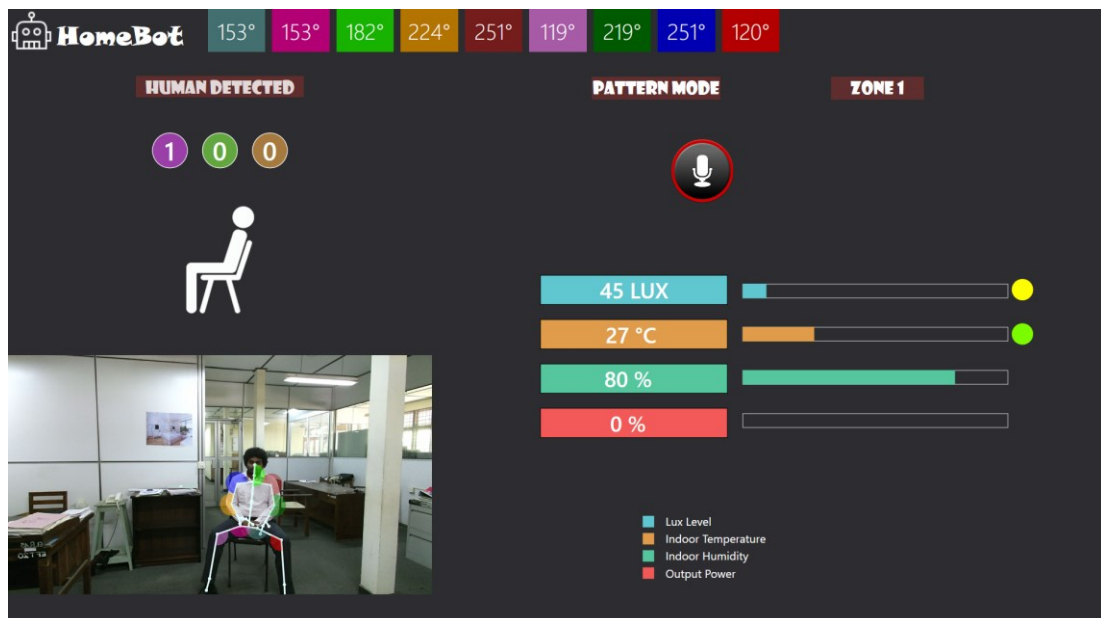 HomeBot 153° 153° 182° 224° 251° 119° 219° 251° 120°
HUMAN DETECTED
PATTERN MODE
ZONE 1
1 0 0
45 LUX
27 °C
80 %
0 %
Lux Level
Indoor Temperature
Indoor Humidity
Output Power